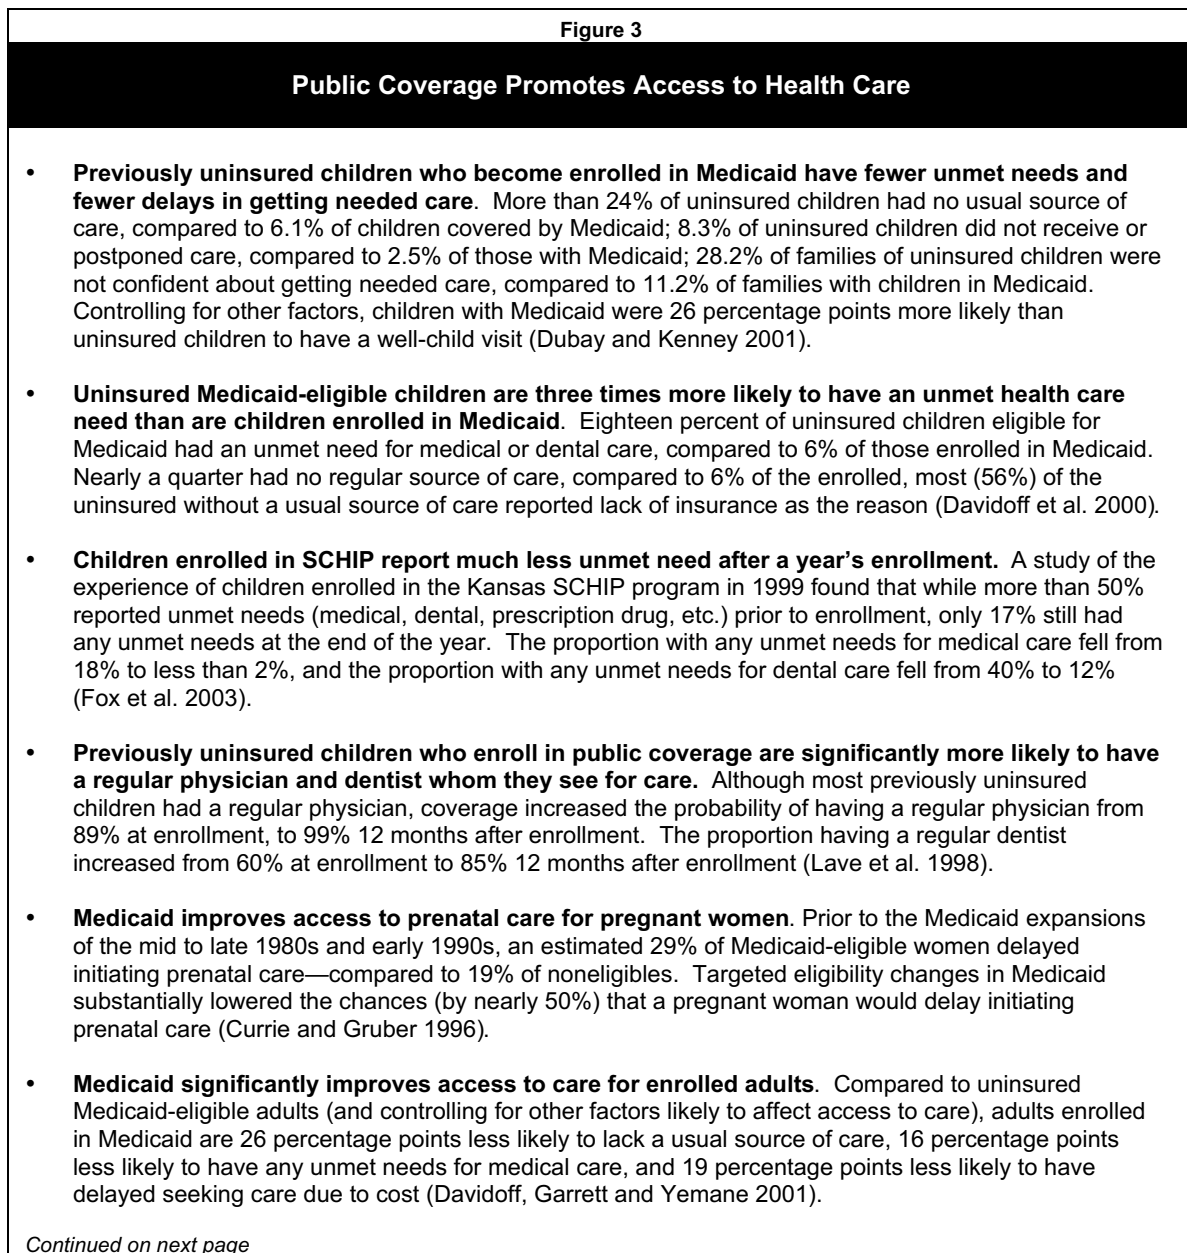 Figure 3
Public Coverage Promotes Access to Health Care
• Previously uninsured children who become enrolled in Medicaid have fewer unmet needs and
fewer delays in getting needed care.  More than 24% of uninsured children had no usual source of
care, compared to 6.1% of children covered by Medicaid; 8.3% of uninsured children did not receive or
postponed care, compared to 2.5% of those with Medicaid; 28.2% of families of uninsured children were
not confident about getting needed care, compared to 11.2% of families with children in Medicaid.
Controlling for other factors, children with Medicaid were 26 percentage points more likely than
uninsured children to have a well-child visit (Dubay and Kenney 2001).
• Uninsured Medicaid-eligible children are three times more likely to have an unmet health care
need than are children enrolled in Medicaid.  Eighteen percent of uninsured children eligible for
Medicaid had an unmet need for medical or dental care, compared to 6% of those enrolled in Medicaid.
Nearly a quarter had no regular source of care, compared to 6% of the enrolled, most (56%) of the
uninsured without a usual source of care reported lack of insurance as the reason (Davidoff et al. 2000).
• Children enrolled in SCHIP report much less unmet need after a year's enrollment.  A study of the
experience of children enrolled in the Kansas SCHIP program in 1999 found that while more than 50%
reported unmet needs (medical, dental, prescription drug, etc.) prior to enrollment, only 17% still had
any unmet needs at the end of the year.  The proportion with any unmet needs for medical care fell from
18% to less than 2%, and the proportion with any unmet needs for dental care fell from 40% to 12%
(Fox et al. 2003).
• Previously uninsured children who enroll in public coverage are significantly more likely to have
a regular physician and dentist whom they see for care.  Although most previously uninsured
children had a regular physician, coverage increased the probability of having a regular physician from
89% at enrollment, to 99% 12 months after enrollment.  The proportion having a regular dentist
increased from 60% at enrollment to 85% 12 months after enrollment (Lave et al. 1998).
• Medicaid improves access to prenatal care for pregnant women. Prior to the Medicaid expansions
of the mid to late 1980s and early 1990s, an estimated 29% of Medicaid-eligible women delayed
initiating prenatal care—compared to 19% of noneligibles.  Targeted eligibility changes in Medicaid
substantially lowered the chances (by nearly 50%) that a pregnant woman would delay initiating
prenatal care (Currie and Gruber 1996).
• Medicaid significantly improves access to care for enrolled adults.  Compared to uninsured
Medicaid-eligible adults (and controlling for other factors likely to affect access to care), adults enrolled
in Medicaid are 26 percentage points less likely to lack a usual source of care, 16 percentage points
less likely to have any unmet needs for medical care, and 19 percentage points less likely to have
delayed seeking care due to cost (Davidoff, Garrett and Yemane 2001).
Continued on next page